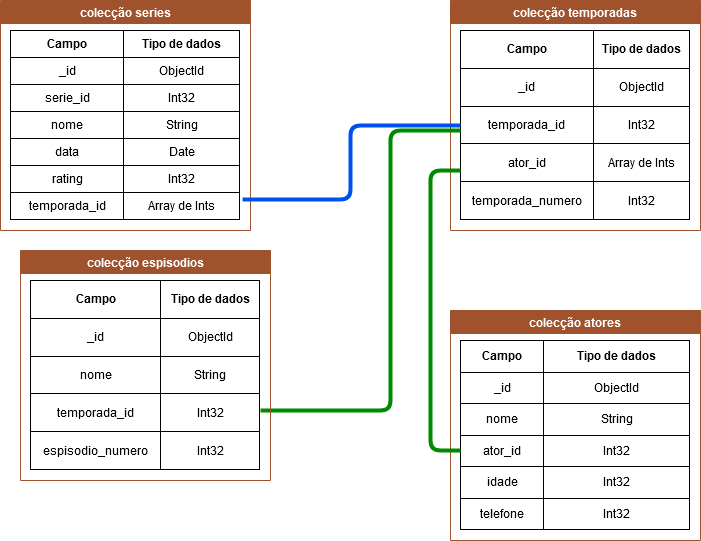 colecção series
Campo Tipo de dados
_id ObjectId
serie_id Int32
nome String
data Date
rating Int32
temporada_id Array de Ints
colecção temporadas
Campo Tipo de dados
_id ObjectId
temporada_id Int32
ator_id Array de Ints
temporada_numero Int32
colecção espisodios
Campo Tipo de dados
_id ObjectId
nome String
temporada_id Int32
espisodio_numero Int32
colecção atores
Campo Tipo de dados
_id ObjectId
nome String
ator_id Int32
idade Int32
telefone Int32